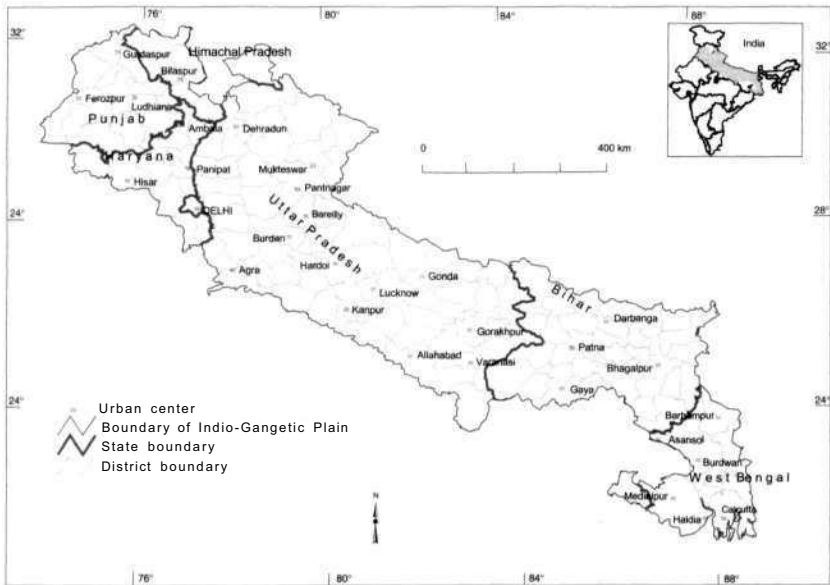 76° 80° 84° 88°
32° 32°
Himachal Pradesh
India
Gurdaspur
Bilaspur
Ferozpur
Ludhiana
Punjab
Ambala
Dehradun
0 400 km
Haryana
Panipat
Mukteswar
Hisar
Pantnagar
DELHI
Bareilly
28°
24°
Uttar Pradesh
Burdan
Agra
Hardoi
Gonda
Lucknow
Bihar
Kanpur
Darbanga
Gorakhpur
Patna
Allahabad
Varanasi
Bhagalpur
Gaya
24° 24°
Urban center
Boundary of Indio-Gangetic Plain
State boundary
District boundary
Barhampur
Asansol
Burdwan
West Bengal
Medinipur
Calcutta
Haldia
N
76° 80° 84° 88°